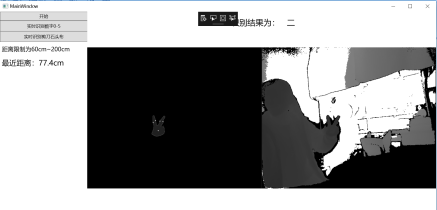 MainWindow
开始
实时识别数字0-5
实时识别剪刀石头布
距离限制为60cm~200cm
最近距离：77.4cm
别结果为： 二